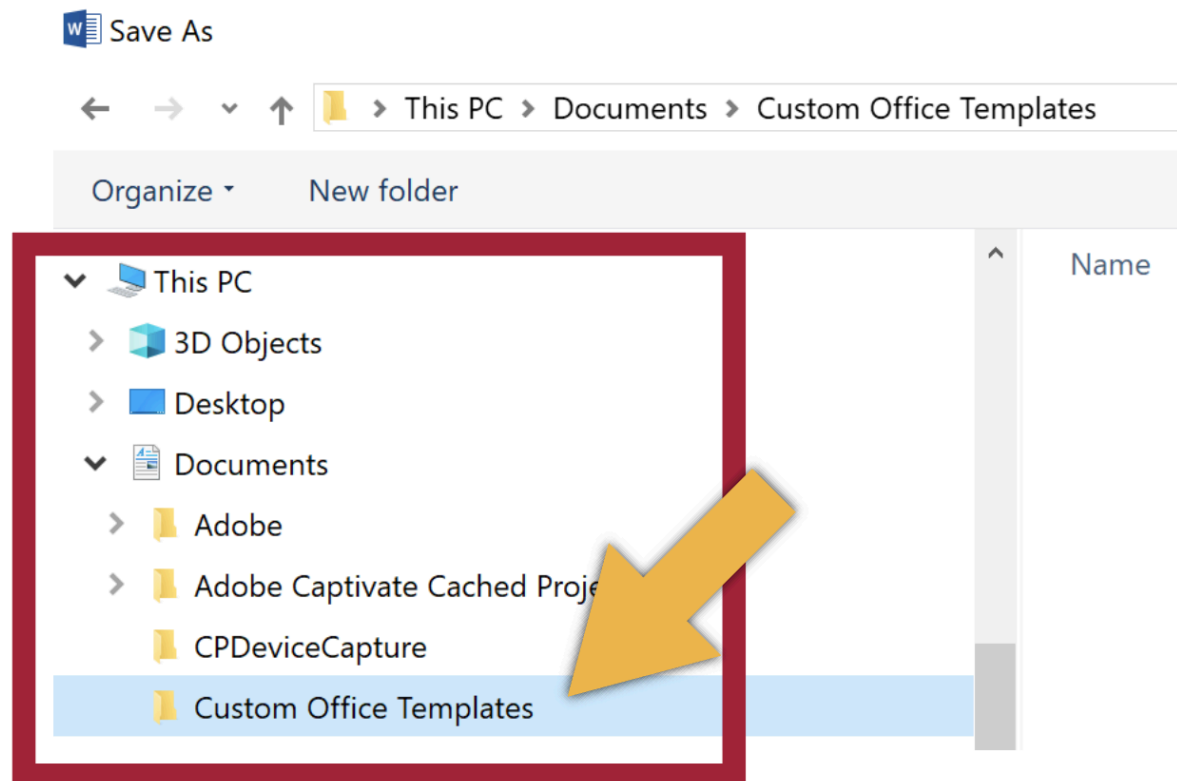 Save As
This PC > Documents > Custom Office Templates
Organize
New folder
Name
This PC
3D Objects
Desktop
Documents
Adobe
Adobe Captivate Cached
CPDeviceCapture
Custom Office Templates